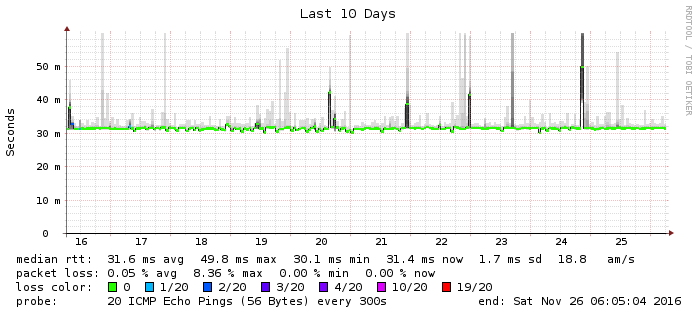 Last 10 Days
RRDTOOL / TOBI OETIKER
Seconds
50 m
40 m
30 m
20 m
10 m
0
16 17 18 19 20 21 22 23 24 25
median rtt: 31.6 ms avg 49.8 ms max 30.1 ms min 31.4 ms now 1.7 ms sd 18.8 am/s
packet loss: 0.05 % avg 8.36 % max 0.00 % min 0.00 % now
loss color: 0 1/20 2/20 3/20 4/20 10/20 19/20
probe: 20 ICMP Echo Pings (56 Bytes) every 300s end: Sat Nov 26 06:05:04 2016